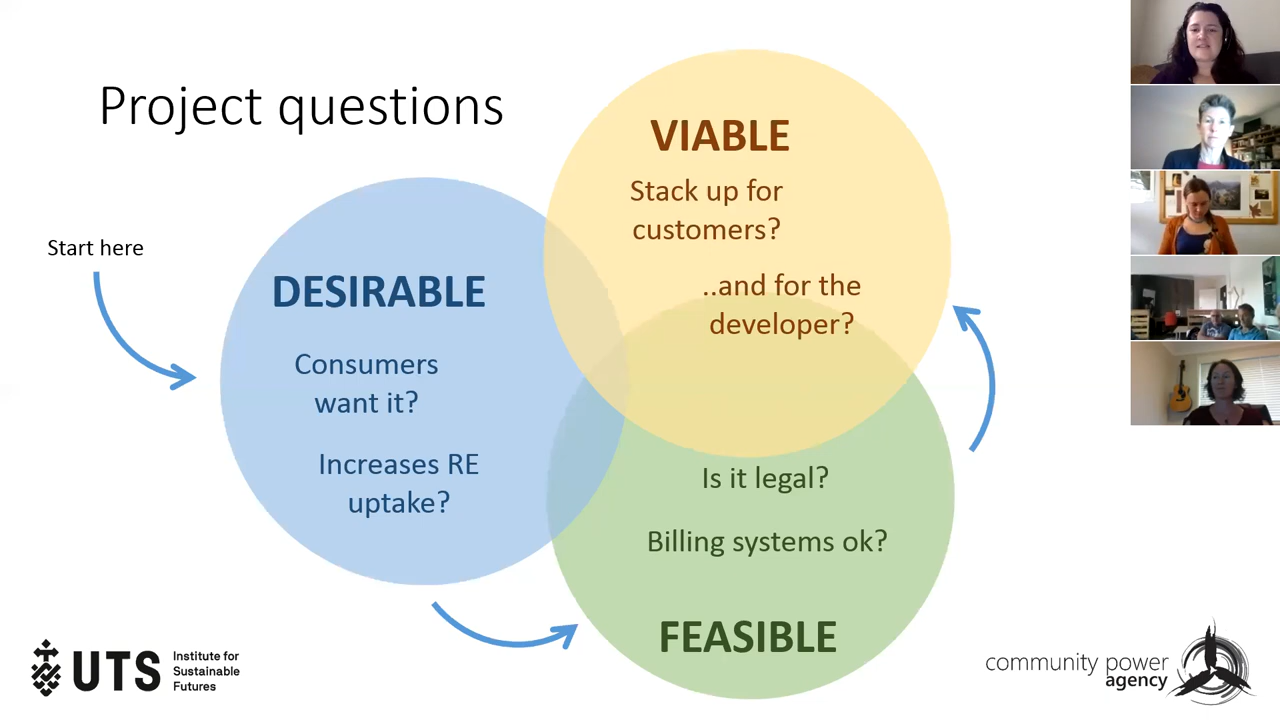 Project questions
Start here
DESIRABLE
Consumers
want it?
Increases RE
uptake?
VIABLE
Stack up for
customers?
..and for the
developer?
Is it legal?
Billing systems ok?
FEASIBLE
UTS
Institute for
Sustainable
Futures
community power
agency